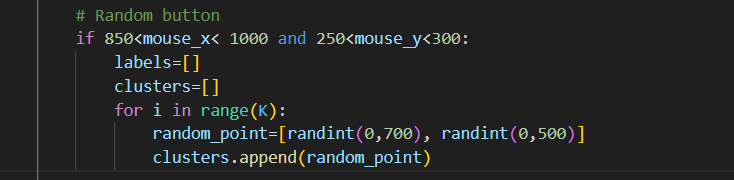 # Random button
if 850<mouse_x< 1000 and 250<mouse_y<300:
labels=[]
clusters=[]
for i in range(K):
random_point=[randint(0,700), randint(0,500)]
clusters.append(random_point)